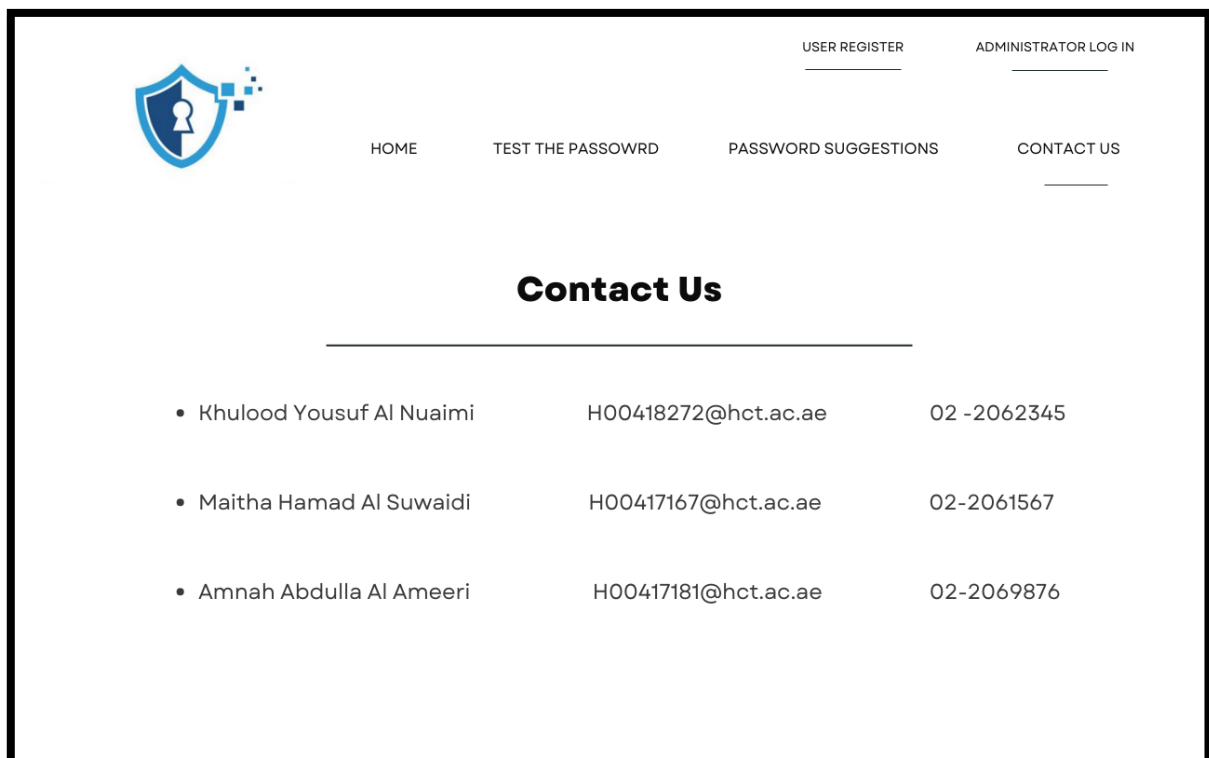 USER REGISTER ADMINISTRATOR LOG IN
HOME TEST THE PASSOWRD PASSWORD SUGGESTIONS CONTACT US
Contact Us
• Khulood Yousuf Al Nuaimi H00418272@hct.ac.ae 02 -2062345
• Maitha Hamad Al Suwaidi H00417167@hct.ac.ae 02-2061567
• Amnah Abdulla Al Ameeri H00417181@hct.ac.ae 02-2069876